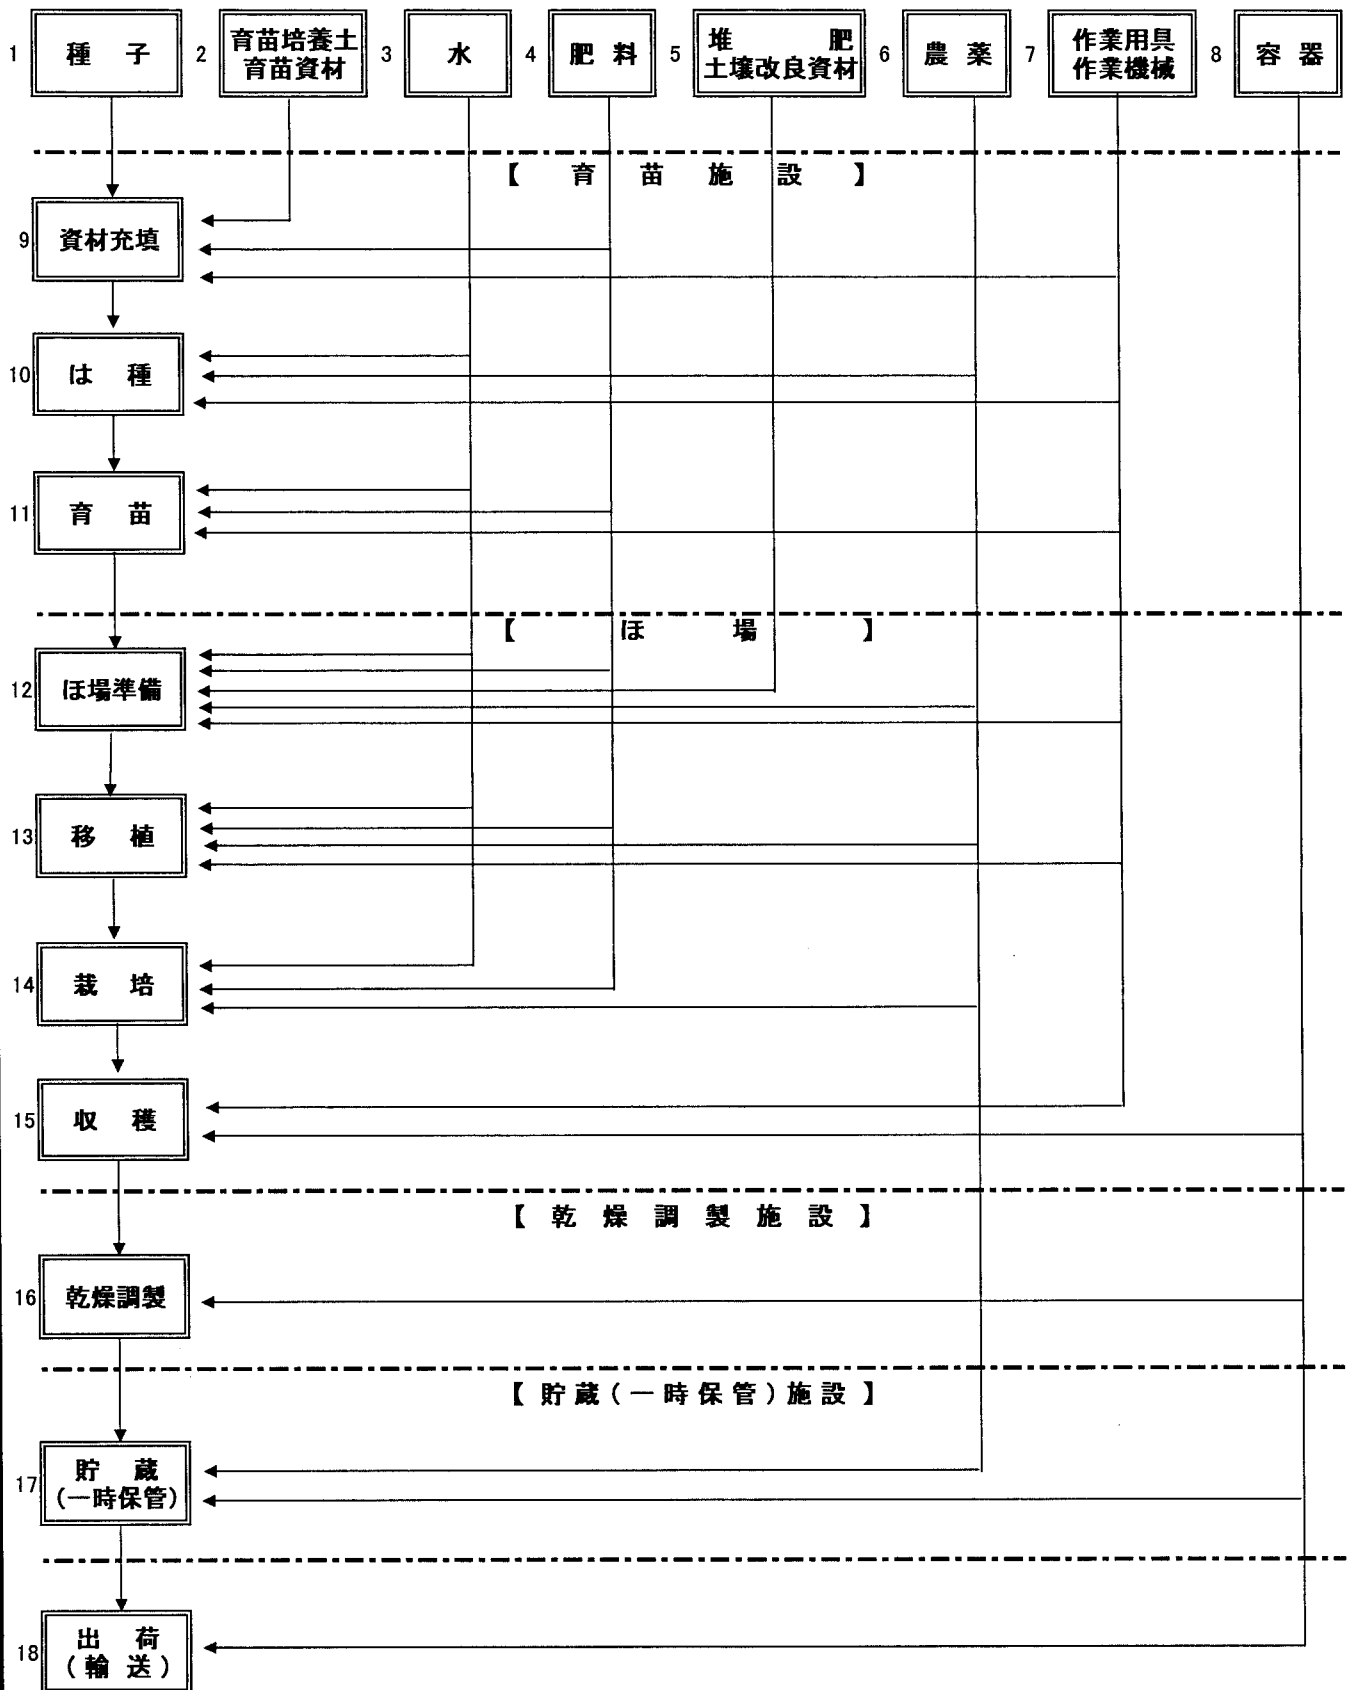 1 種 子
2 育苗培養土
育苗資材
3 水
4 肥 料
5 堆 肥
土壌改良資材
6 農 薬
7 作業用具
作業機械
8 容 器
【 育 苗 施 設 】
9 資材充填
10 は 種
11 育 苗
【 ほ 場 】
12 ほ場準備
13 移 植
14 栽 培
15 収 穫
【 乾 燥 調 製 施 設 】
16 乾燥調製
【 貯 蔵 ( 一 時 保 管 ) 施 設 】
17 貯 蔵
(一時保管)
18 出 荷
( 輸 送 )